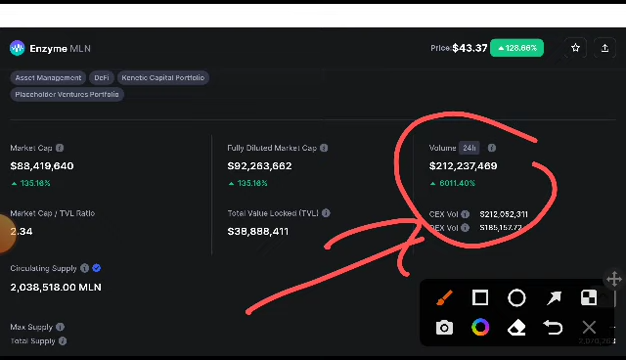 Enzyme MLN
Price: $43.37 128.66%
Asset Management DeFi Kenetic Capital Portfolio
Placeholder Ventures Portfolio
Market Cap Fully Diluted Market Cap Volume 24h
$88,419,640 $92,263,662 $212,237,469
135.16% 135.16% 6011.40%
Market Cap / TVL Ratio Total Value Locked (TVL) CEX Vol $212,052,311
2.34 $38,888,411 DEX Vol
Circulating Supply
2,038,518.00 MLN
Max Supply
Total Supply